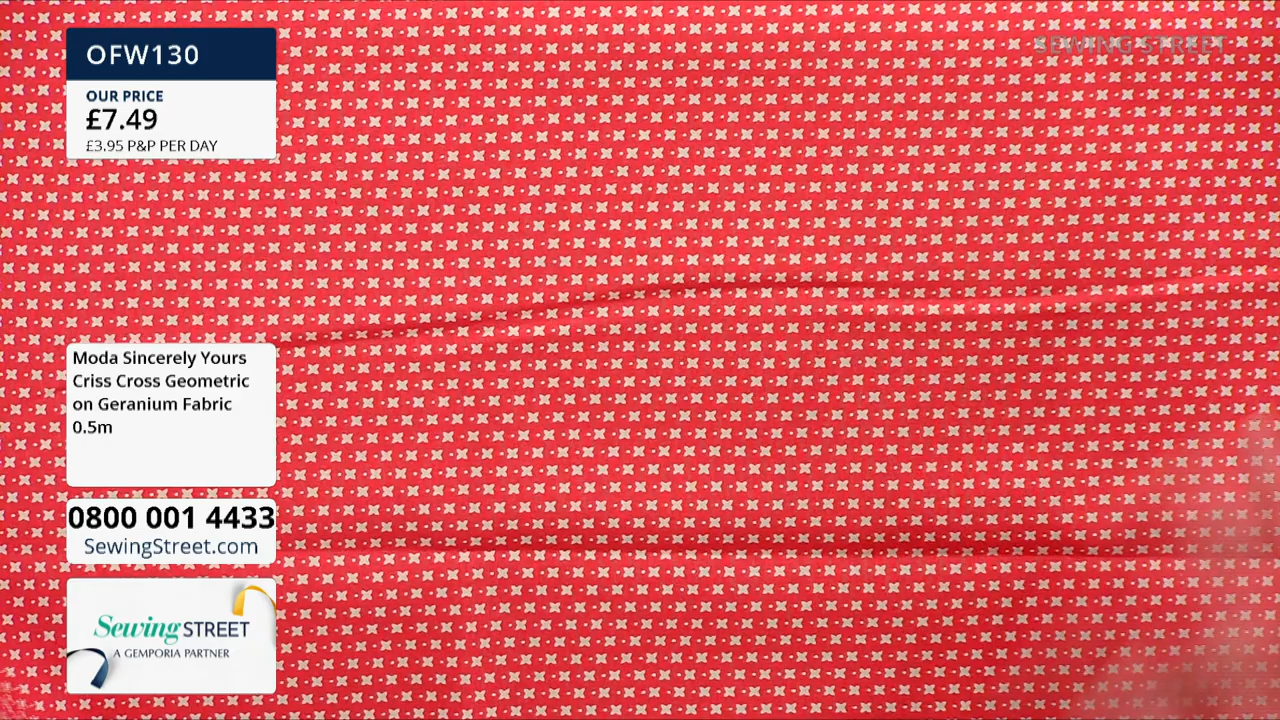 OFW130
OUR PRICE
£7.49
£3.95 P&P PER DAY
SEWING STREET
Moda Sincerely Yours
Criss Cross Geometric
on Geranium Fabric
0.5m
0800 001 4433
SewingStreet.com
Sewing STREET
A GEMPORIA PARTNER